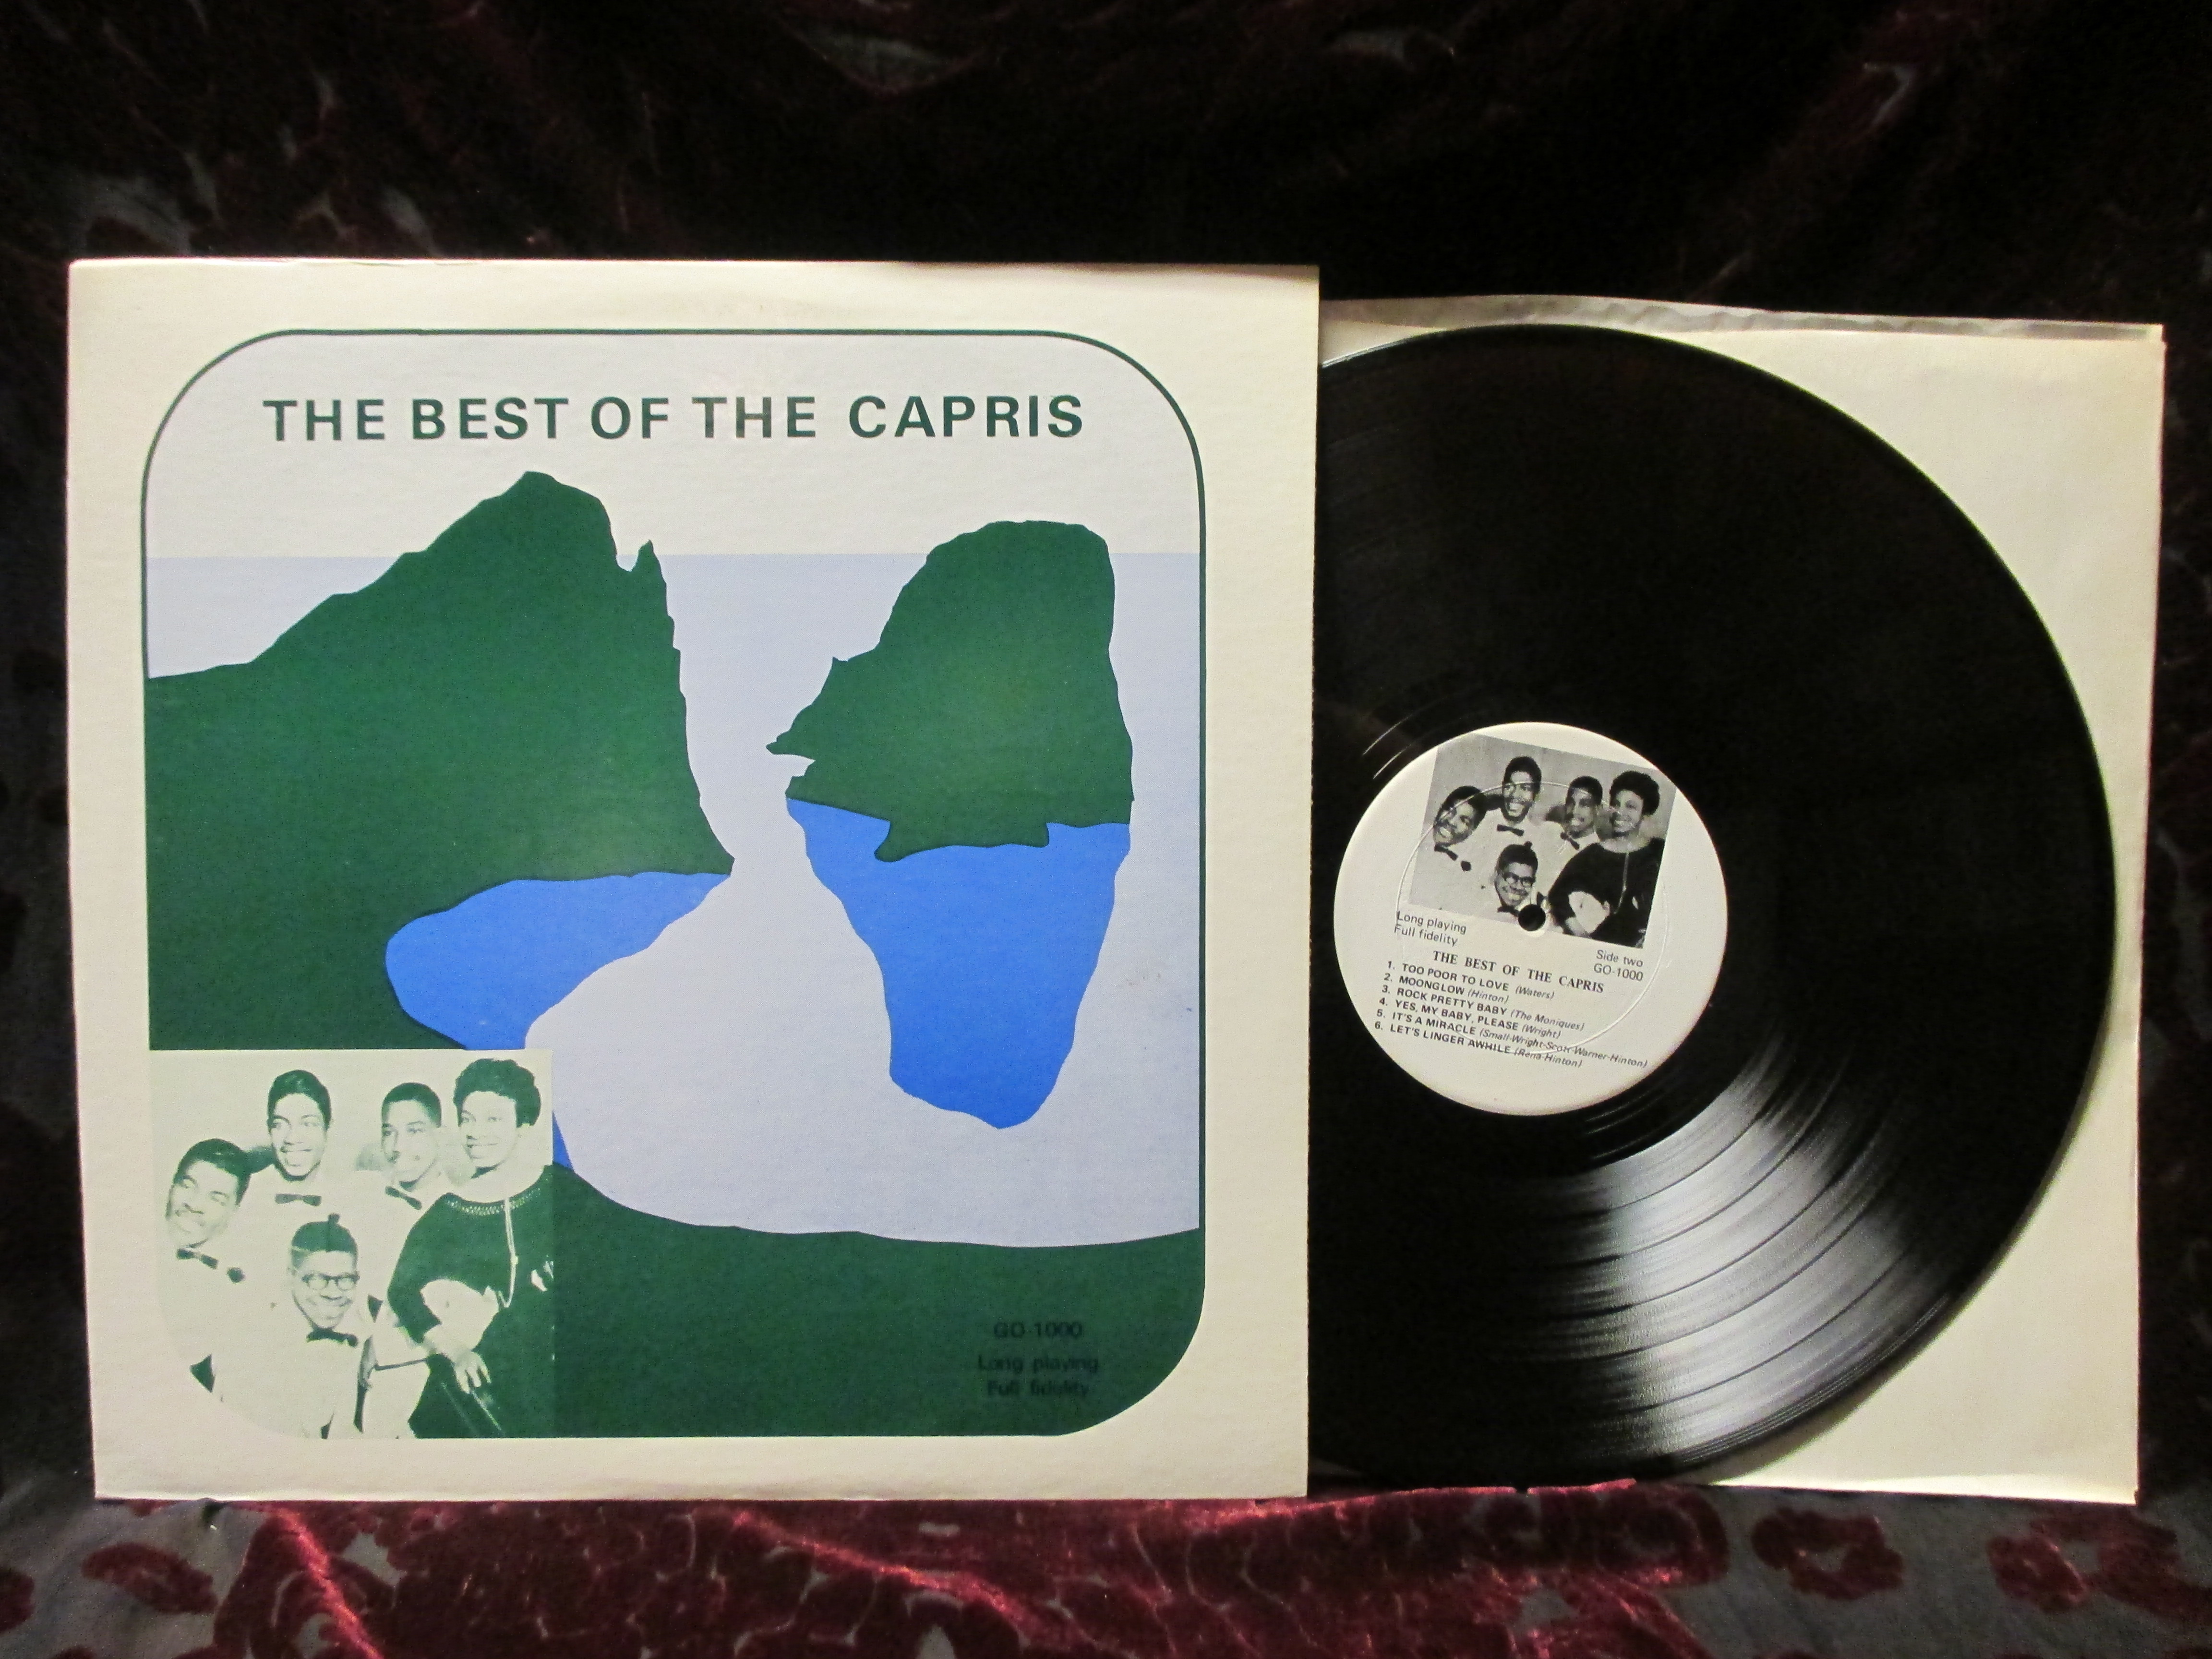 THE BEST OF THE CAPRIS
GO-1000
Long playing
Full fidelity
Long playing
Full fidelity
Side two
GO-1000
THE BEST OF THE CAPRIS
1. TOO POOR TO LOVE (Waters)
2. MOONGLOW (Hinton)
3. ROCK PRETTY BABY (The Moniques)
4. YES, MY BABY, PLEASE (Wright)
5. IT'S A MIRACLE (Small-Wright-Scott-Warner-Hinton)
6. LET'S LINGER AWHILE (Rena-Hinton)